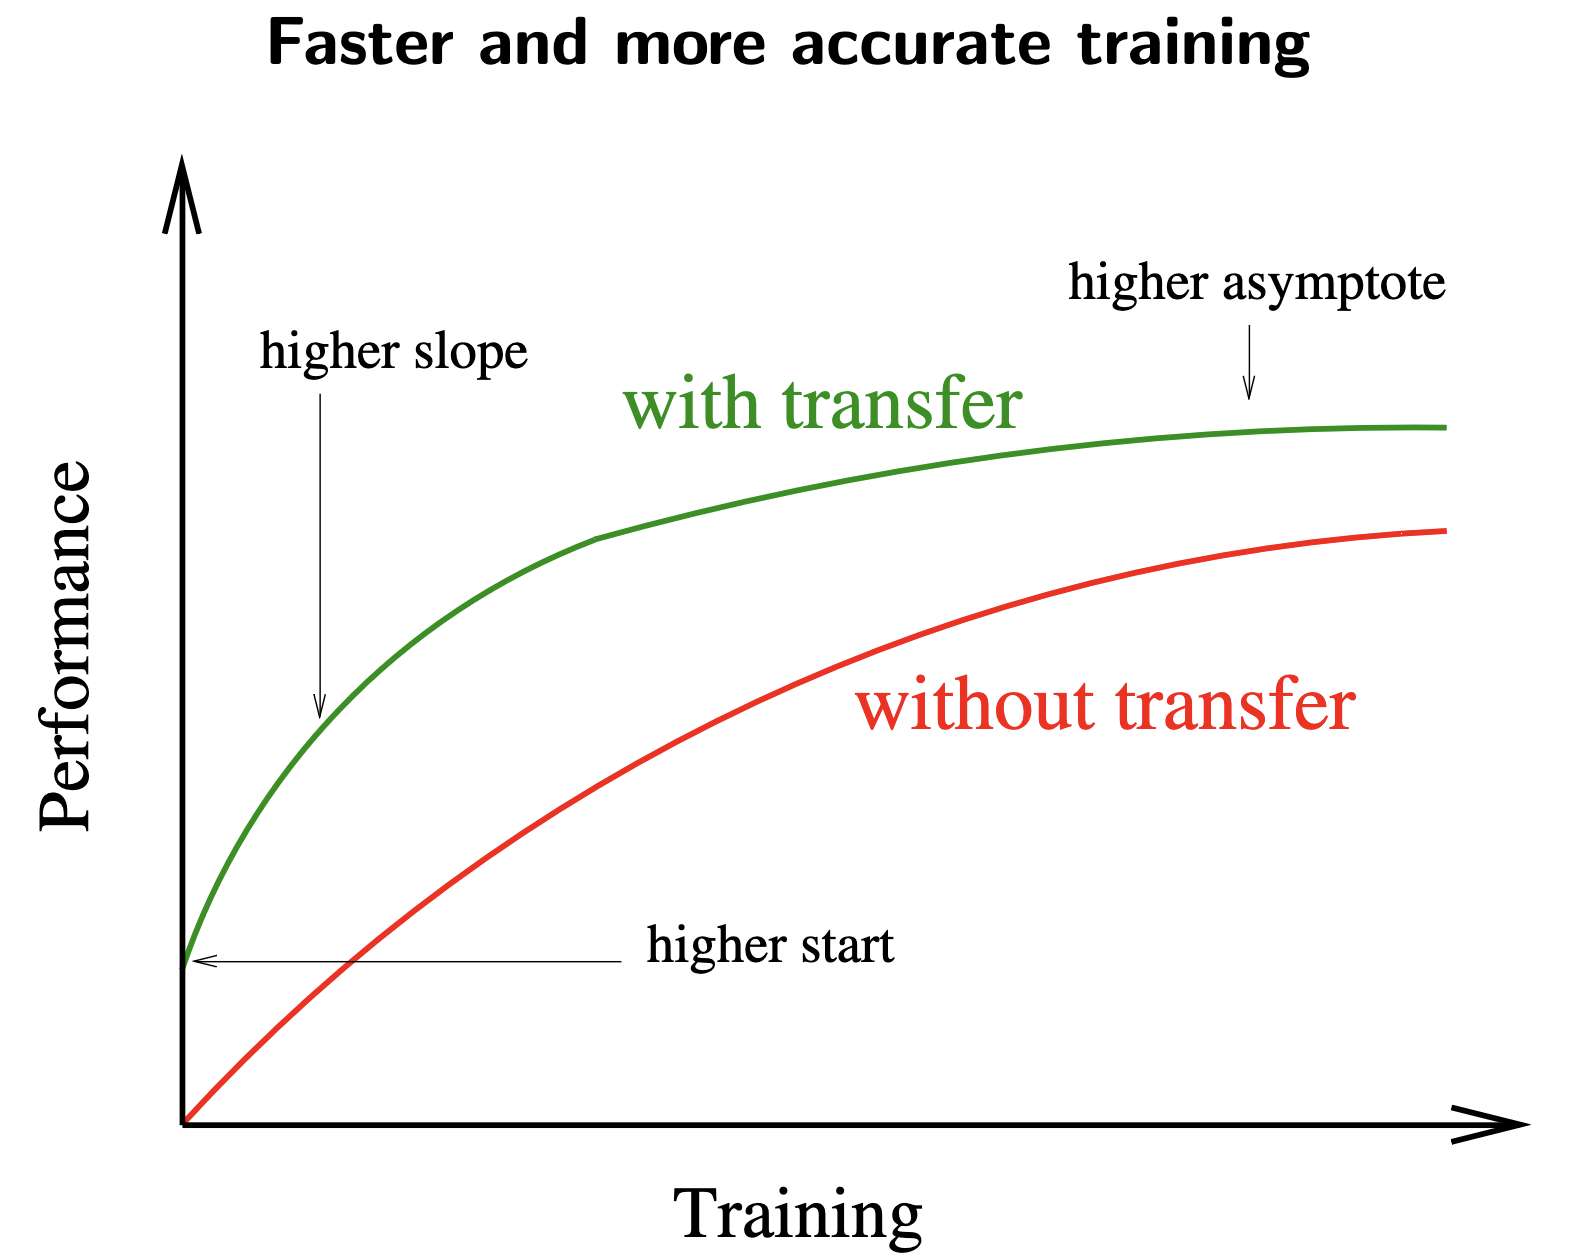 Faster and more accurate training
higher asymptote
higher slope
with transfer
Performance
without transfer
higher start
Training